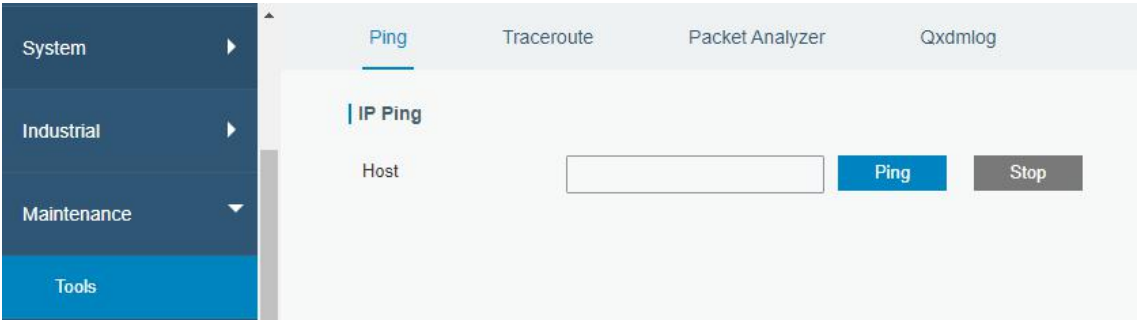 System
Industrial
Maintenance
Tools
Ping Traceroute Packet Analyzer Qxdmlog
IP Ping
Host Ping Stop